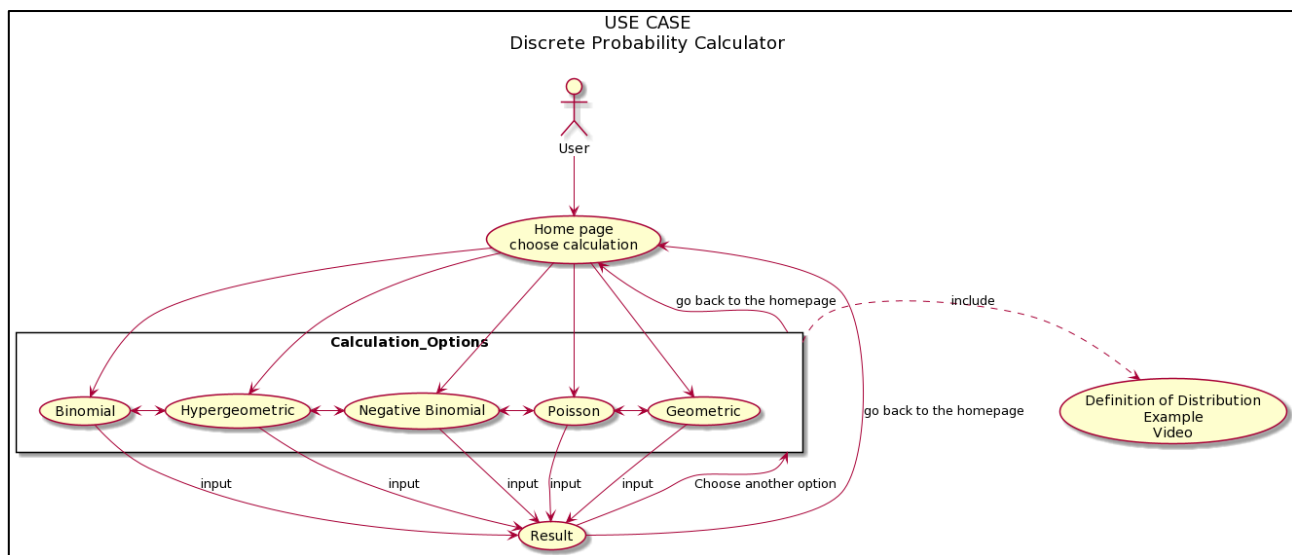 USE CASE
Discrete Probability Calculator
User
Home page
choose calculation
go back to the homepage
include
Calculation_Options
Binomial
Hypergeometric
Negative Binomial
Poisson
Geometric
Definition of Distribution
Example
Video
go back to the homepage
input
input
input
input
input
Choose another option
Result